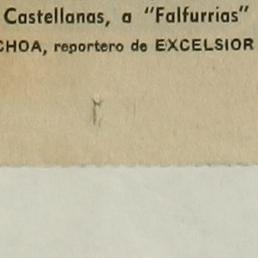 Castellanas, a "Falfurrias"
CHOA, reportero de EXCELSIOR